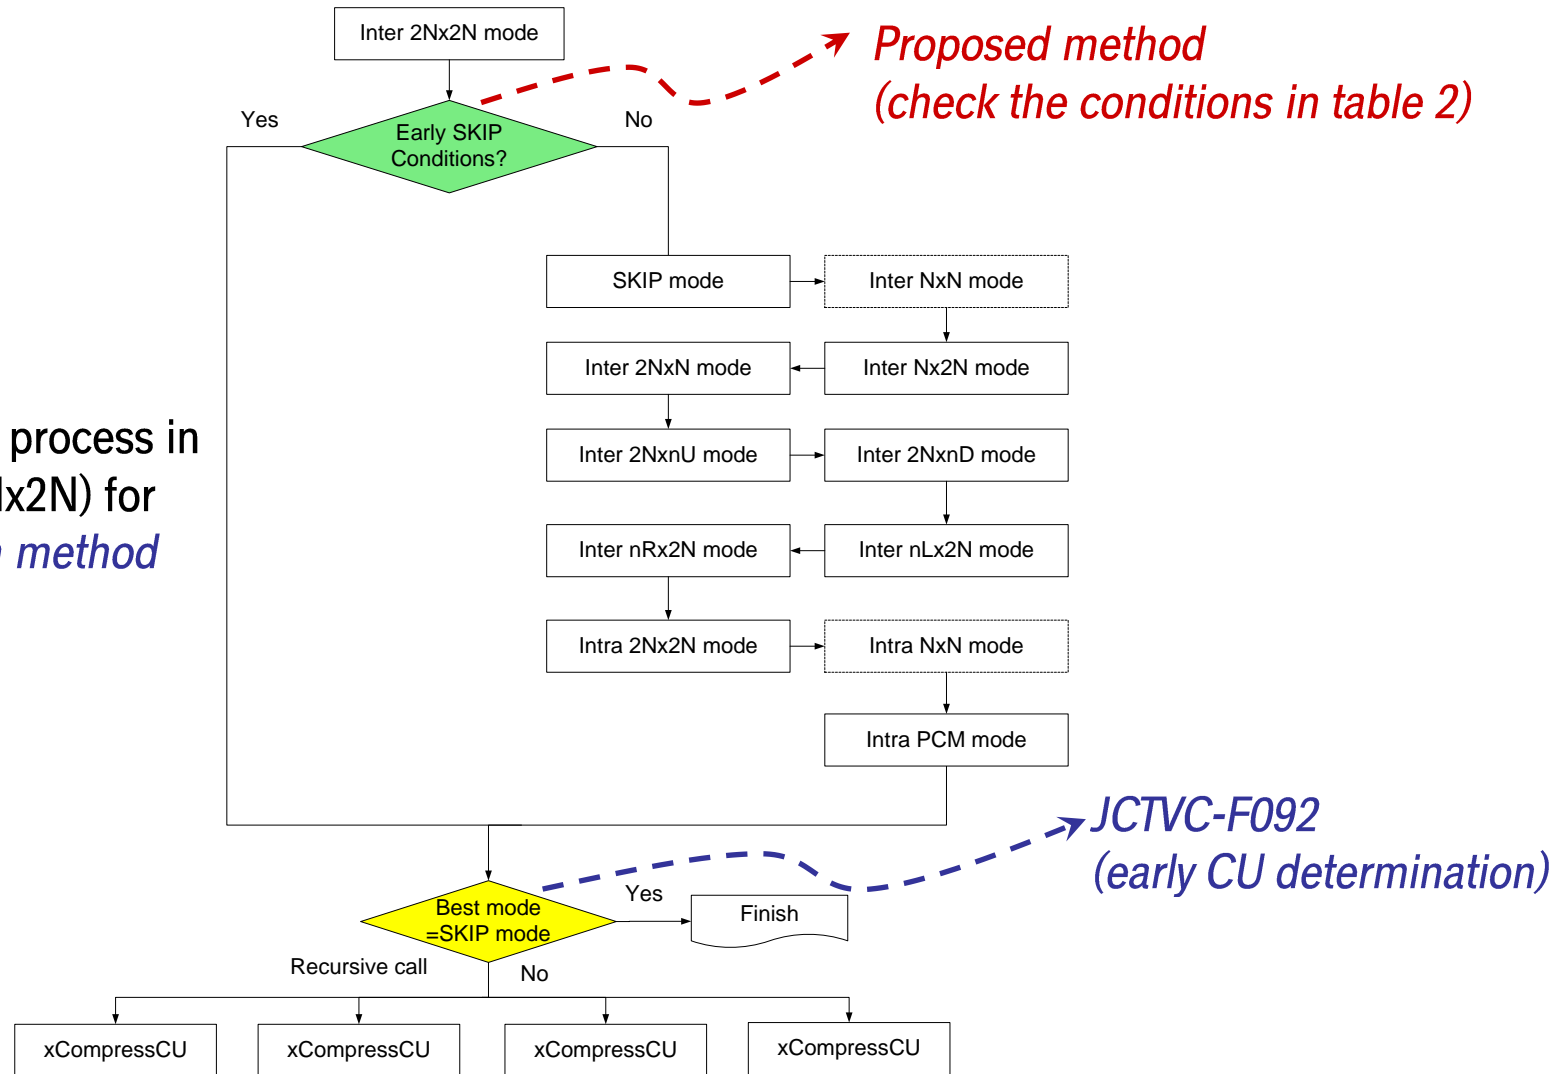 Inter 2Nx2N mode
Proposed method
(check the conditions in table 2)
Yes
Early SKIP
Conditions?
No
SKIP mode
Inter NxN mode
Inter 2NxN mode
Inter Nx2N mode
process in
x2N) for
method
Inter 2NxnU mode
Inter 2NxnD mode
Inter nRx2N mode
Inter nLx2N mode
Intra 2Nx2N mode
Intra NxN mode
Intra PCM mode
JCTVC-F092
(early CU determination)
Best mode
=SKIP mode
Yes
Finish
Recursive call
No
xCompressCU
xCompressCU
xCompressCU
xCompressCU